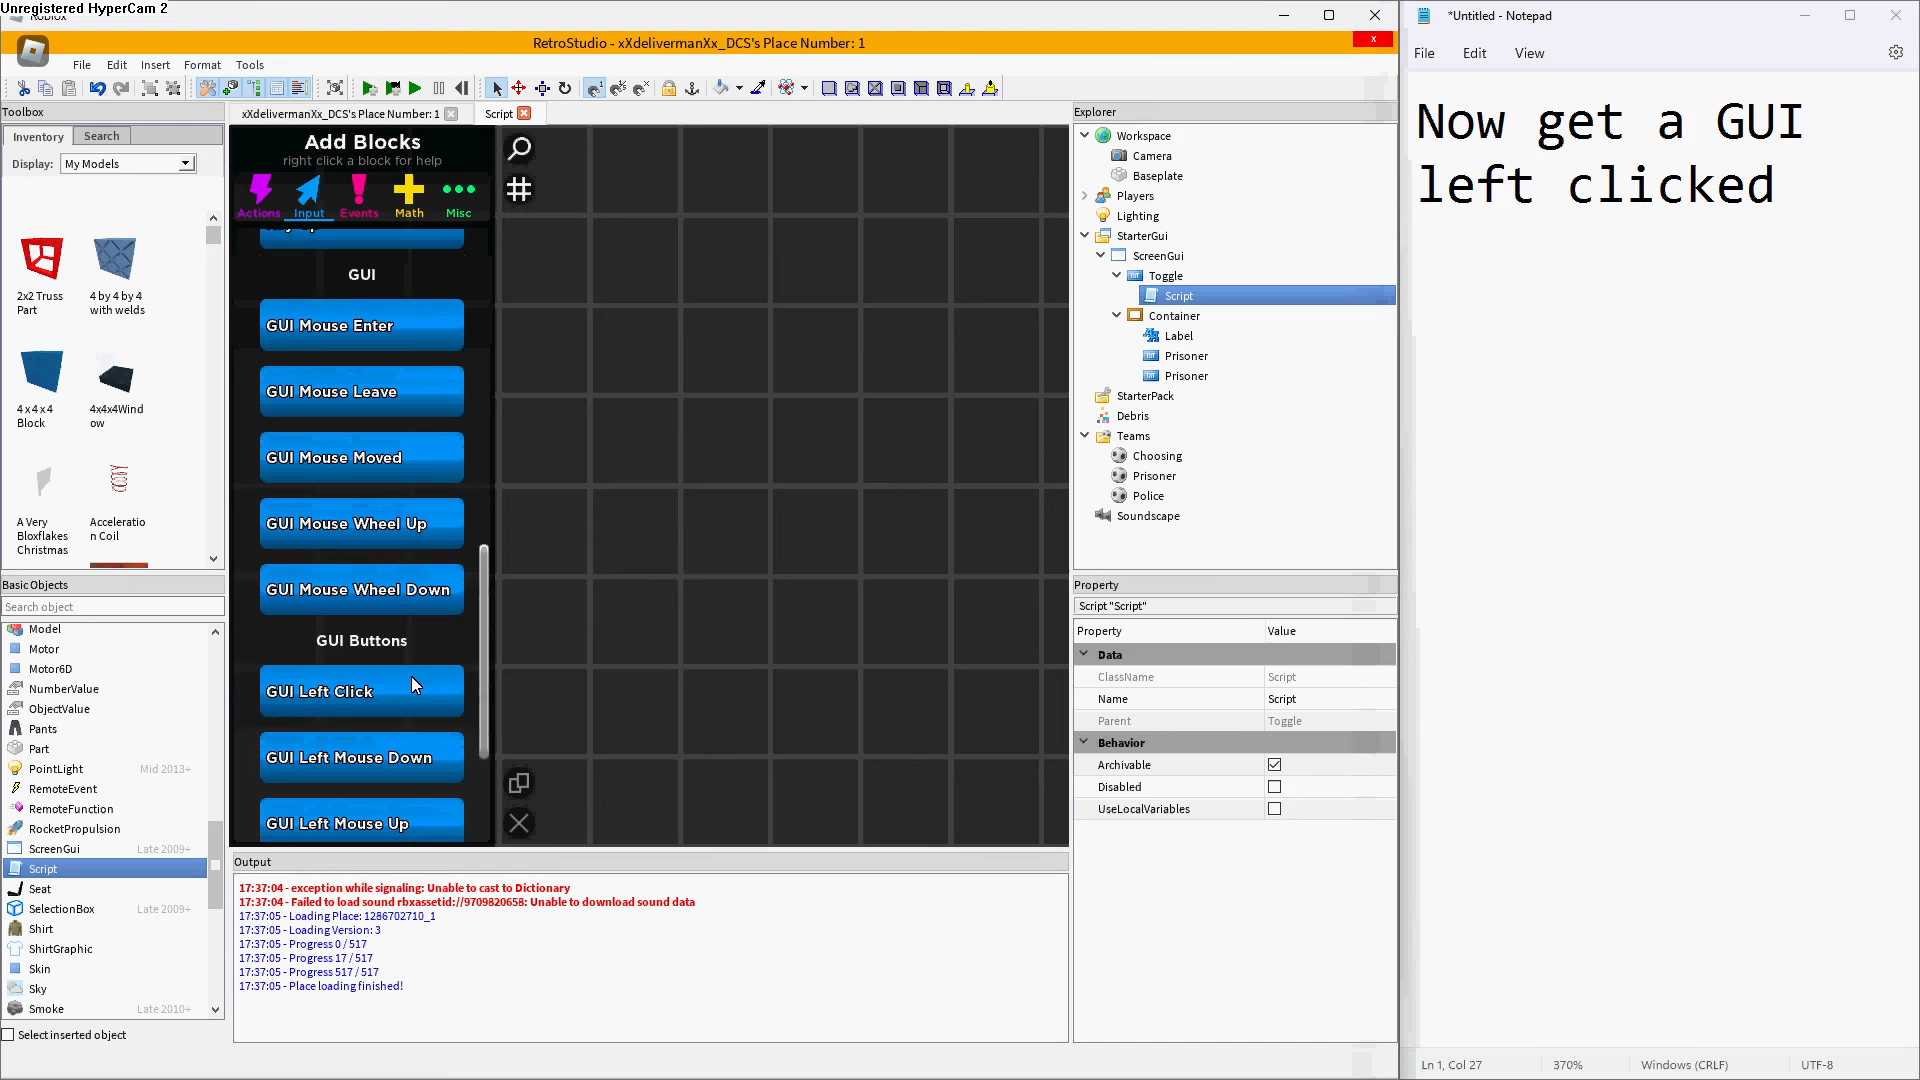 Unregistered HyperCam 2
Roblox
RetroStudio - xXdelivermanXx_DCS's Place Number: 1
x
File Edit Insert Format Tools
Toolbox
Inventory Search
Display: My Models
2x2 Truss Part
4 by 4 by 4 with welds
4 x 4 x 4 Block
4x4x4Window
A Very Bloxflakes Christmas
Acceleration Coil
Basic Objects
Search object
Model
Motor
Motor6D
NumberValue
ObjectValue
Pants
Part
PointLight Mid 2013+
RemoteEvent
RemoteFunction
RocketPropulsion
ScreenGui Late 2009+
Script
Seat
SelectionBox Late 2009+
Shirt
ShirtGraphic
Skin
Sky
Smoke Late 2010+
Select inserted object
xXdelivermanXx_DCS's Place Number: 1
Script
Add Blocks
right click a block for help
Actions Input Events Math Misc
GUI
GUI Mouse Enter
GUI Mouse Leave
GUI Mouse Moved
GUI Mouse Wheel Up
GUI Mouse Wheel Down
GUI Buttons
GUI Left Click
GUI Left Mouse Down
GUI Left Mouse Up
Output
17:37:04 - exception while signaling: Unable to cast to Dictionary
17:37:04 - Failed to load sound rbxassetid://9709820658: Unable to download sound data
17:37:05 - Loading Place: 1286702710_1
17:37:05 - Loading Version: 3
17:37:05 - Progress 0 / 517
17:37:05 - Progress 17 / 517
17:37:05 - Progress 517 / 517
17:37:05 - Place loading finished!
Explorer
Workspace
Camera
Baseplate
Players
Lighting
StarterGui
ScreenGui
Toggle
Script
Container
Label
Prisoner
Prisoner
StarterPack
Debris
Teams
Choosing
Prisoner
Police
Soundscape
Property
Script "Script"
Property Value
Data
ClassName Script
Name Script
Parent Toggle
Behavior
Archivable
Disabled
UseLocalVariables
*Untitled - Notepad
File Edit View
Now get a GUI
left clicked
Ln 1, Col 27 370% Windows (CRLF) UTF-8